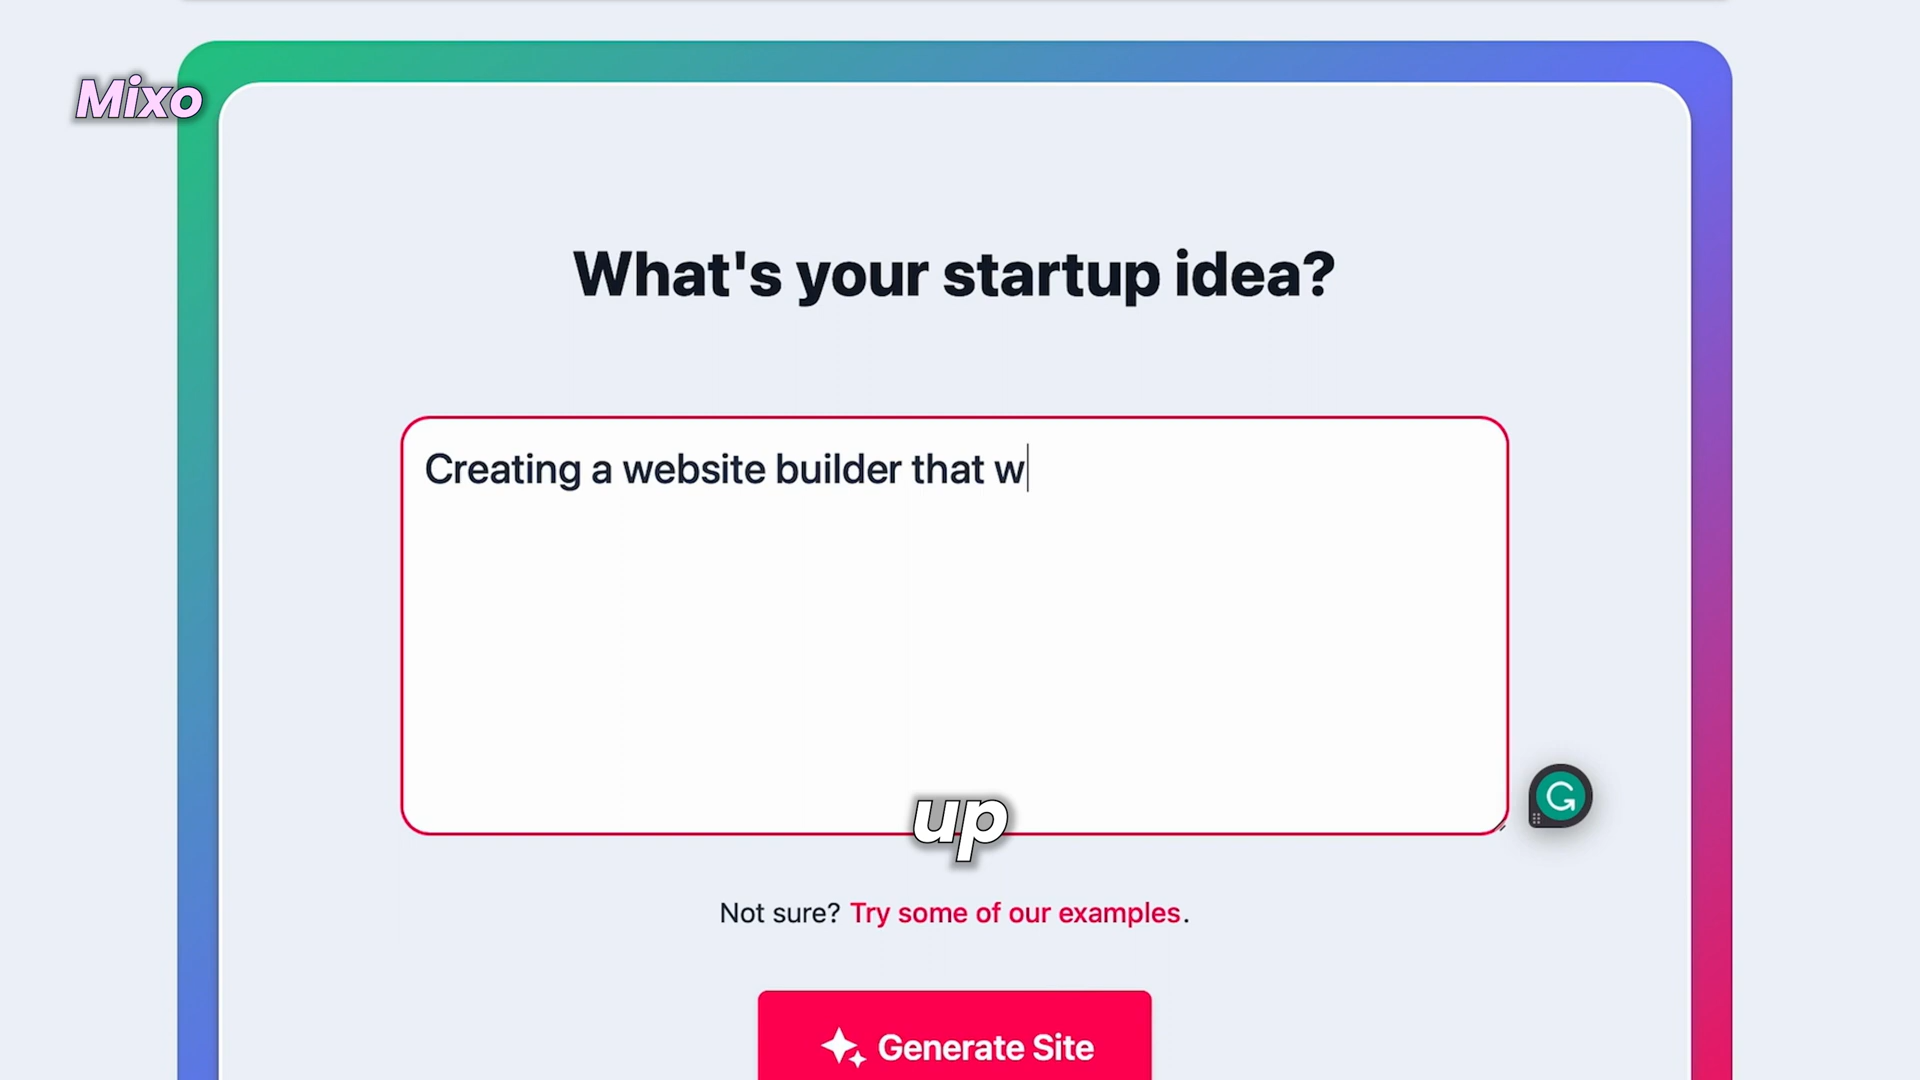 Mixo
What's your startup idea?
Creating a website builder that w
up
Not sure? Try some of our examples.
Generate Site